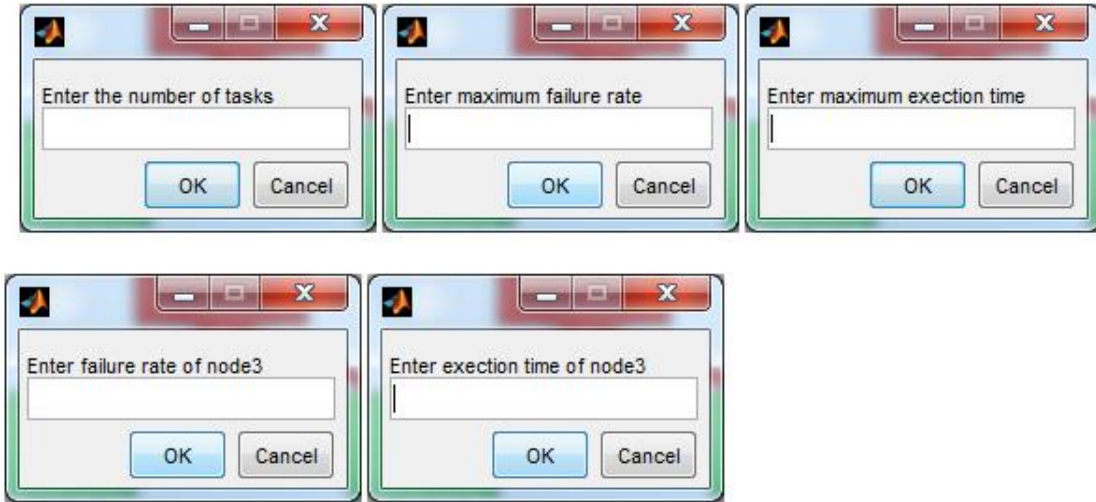 Enter the number of tasks
OK
Cancel
Enter maximum failure rate
OK
Cancel
Enter maximum exection time
OK
Cancel
Enter failure rate of node3
OK
Cancel
Enter exection time of node3
OK
Cancel